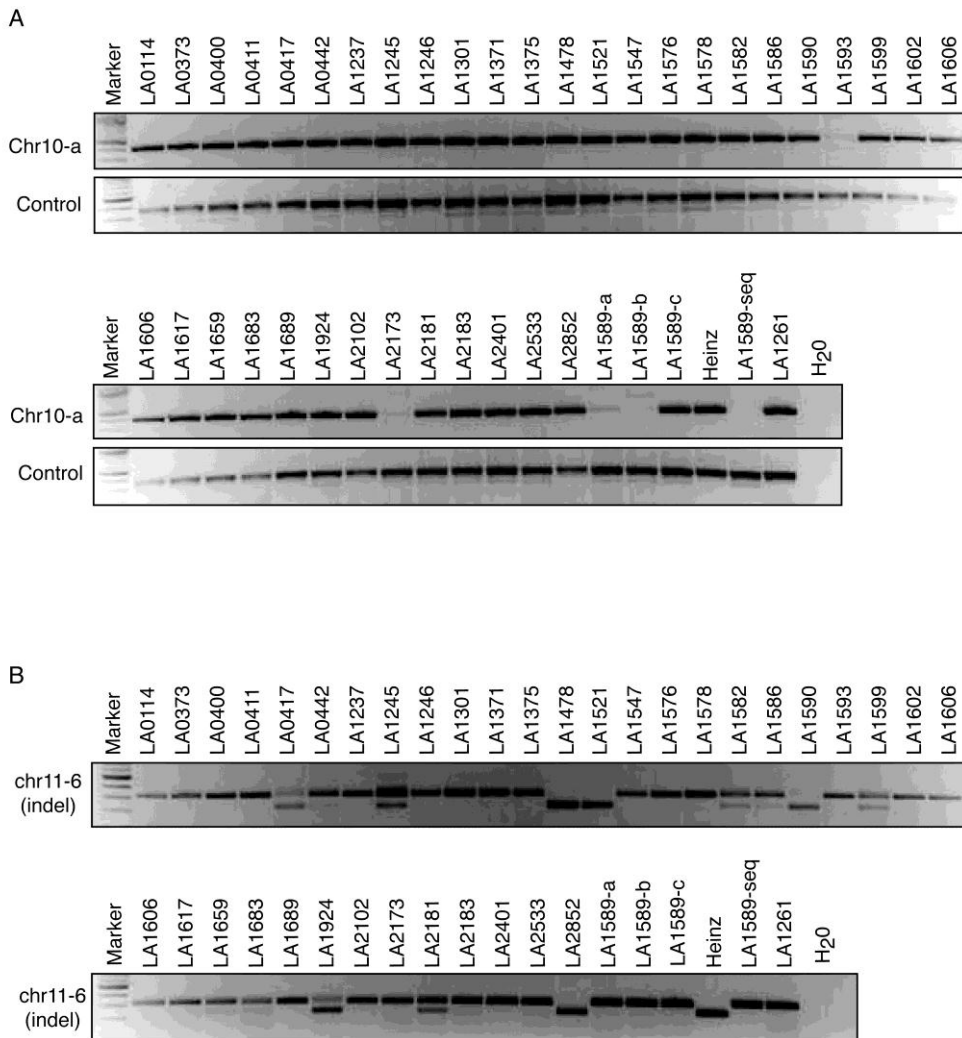 A
Marker LA0114 LA0373 LA0400 LA0411 LA0417 LA0442 LA1237 LA1245 LA1246 LA1301 LA1371 LA1375 LA1478 LA1521 LA1547 LA1576 LA1578 LA1582 LA1586 LA1590 LA1593 LA1599 LA1602 LA1606
Chr10-a
Control
Marker LA1606 LA1617 LA1659 LA1683 LA1689 LA1924 LA2102 LA2173 LA2181 LA2183 LA2401 LA2533 LA2852 LA1589-a LA1589-b LA1589-c Heinz LA1589-seq LA1261 H20
Chr10-a
Control
B
Marker LA0114 LA0373 LA0400 LA0411 LA0417 LA0442 LA1237 LA1245 LA1246 LA1301 LA1371 LA1375 LA1478 LA1521 LA1547 LA1576 LA1578 LA1582 LA1586 LA1590 LA1593 LA1599 LA1602 LA1606
chr11-6
(indel)
Marker LA1606 LA1617 LA1659 LA1683 LA1689 LA1924 LA2102 LA2173 LA2181 LA2183 LA2401 LA2533 LA2852 LA1589-a LA1589-b LA1589-c Heinz LA1589-seq LA1261 H20
chr11-6
(indel)